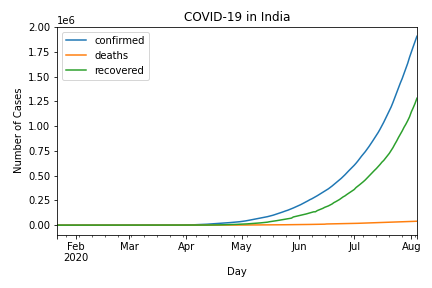 COVID-19 in India
1e6
2.00
1.75
1.50
1.25
1.00
0.75
0.50
0.25
0.00
Number of Cases
confirmed
deaths
recovered
Feb Mar Apr May Jun Jul Aug
2020
Day